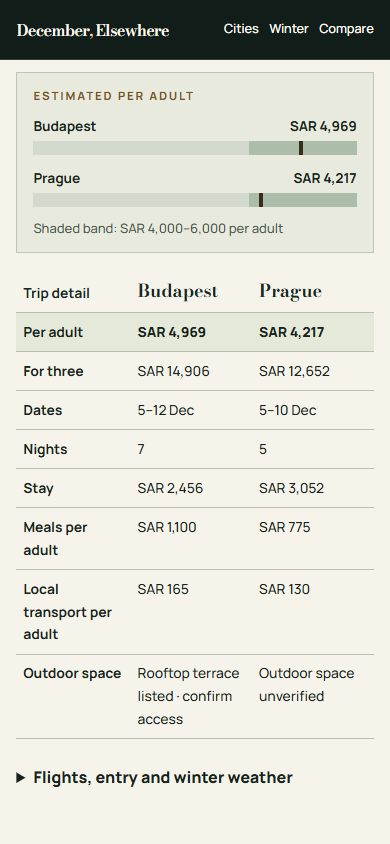 December, Elsewhere
Cities Winter Compare
ESTIMATED PER ADULT
Budapest SAR 4,969
Prague SAR 4,217
Shaded band: SAR 4,000–6,000 per adult
Trip detail Budapest Prague
Per adult SAR 4,969 SAR 4,217
For three SAR 14,906 SAR 12,652
Dates 5–12 Dec 5–10 Dec
Nights 7 5
Stay SAR 2,456 SAR 3,052
Meals per SAR 1,100 SAR 775
adult
Local SAR 165 SAR 130
transport per
adult
Outdoor space Rooftop terrace Outdoor space
listed · confirm unverified
access
Flights, entry and winter weather